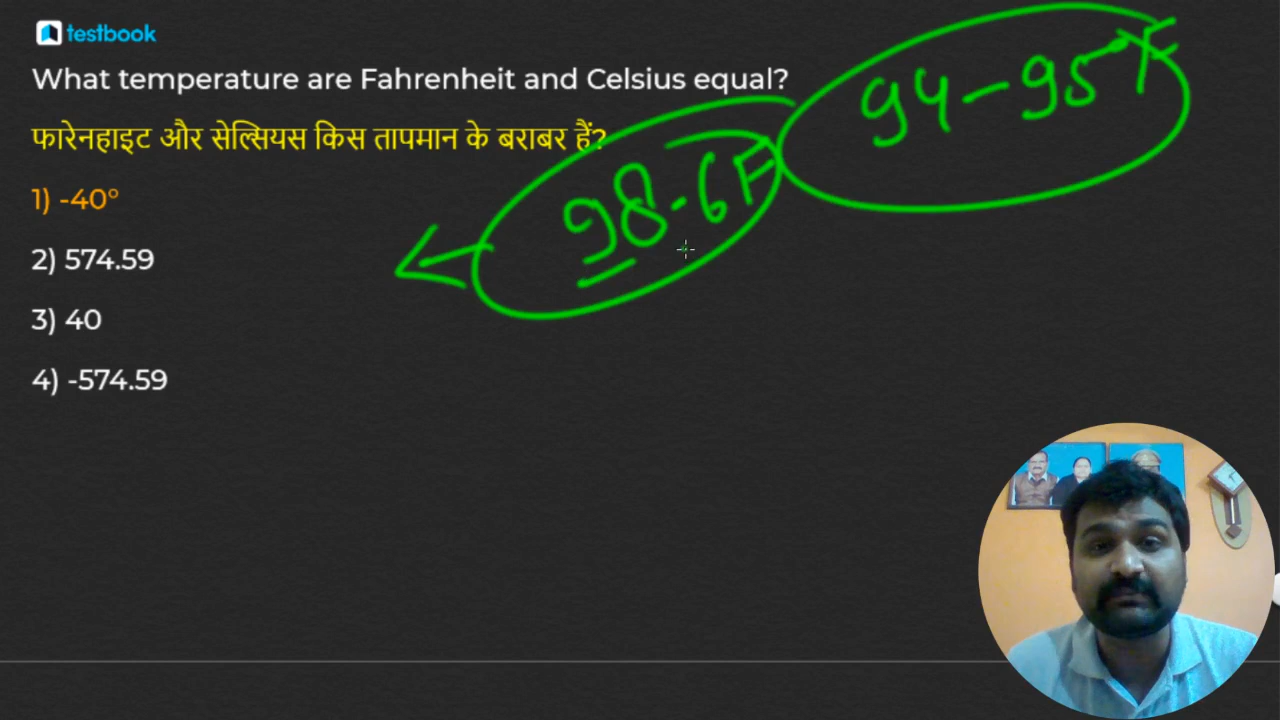 testbook
What temperature are Fahrenheit and Celsius equal?
फारेनहाइट और सेल्सियस किस तापमान के बराबर हैं?
1) -40°
2) 574.59
3) 40
4) -574.59
94-95°F
98.6F